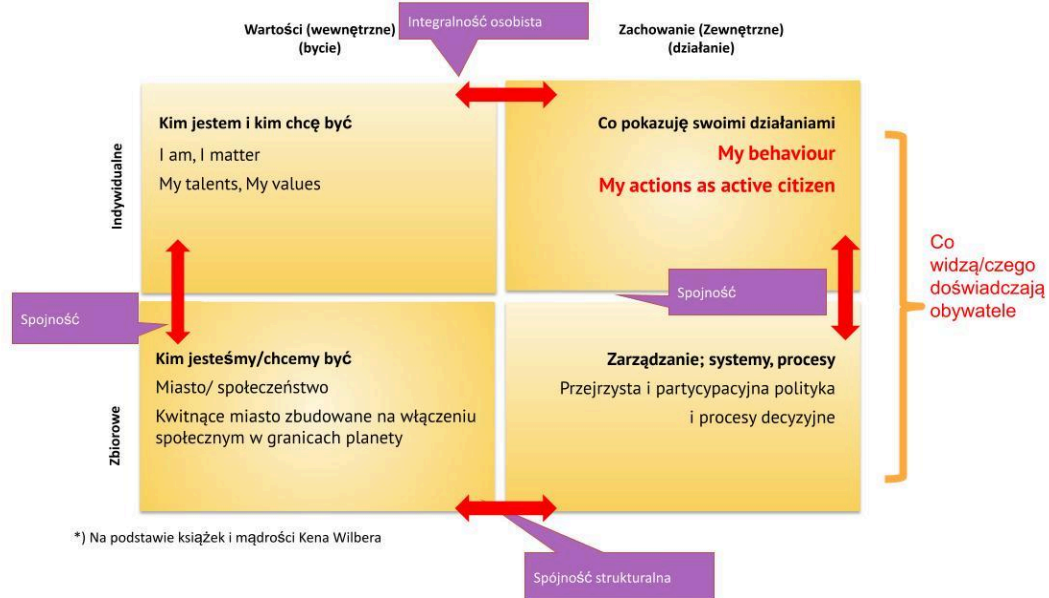 Integralność osobista
Wartości (wewnętrzne)
(bycie)
Zachowanie (Zewnętrzne)
(działanie)
Indywidualne
Kim jestem i kim chcę być
I am, I matter
My talents, My values
Co pokazuję swoimi działaniami
My behaviour
My actions as active citizen
Co
widzą/czego
doświadczają
obywatele
Spojność
Spojność
Zbiorowe
Kim jesteśmy/chcemy być
Miasto/ społeczeństwo
Kwitnące miasto zbudowane na włączeniu
społecznym w granicach planety
Zarządzanie; systemy, procesy
Przejrzysta i partycypacyjna polityka
i procesy decyzyjne
*) Na podstawie książek i mądrości Kena Wilbera
Spójność strukturalna